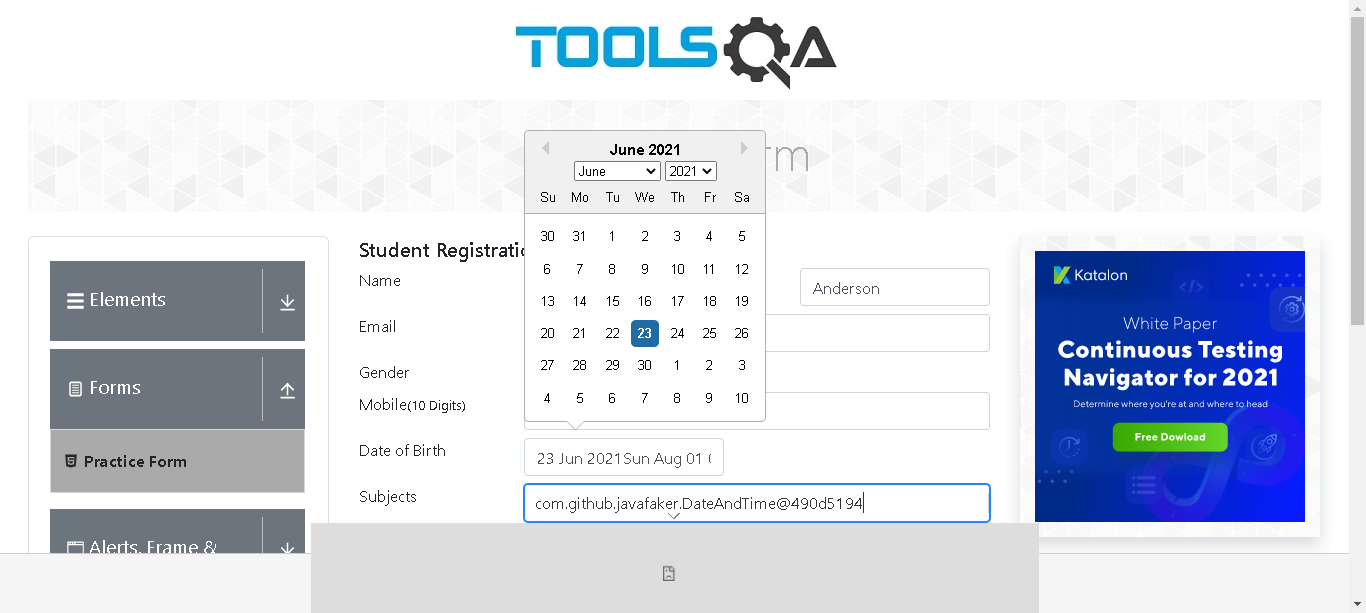 TOOLSQA
rm
June 2021
June 2021
Su Mo Tu We Th Fr Sa
30 31 1 2 3 4 5
6 7 8 9 10 11 12
13 14 15 16 17 18 19
20 21 22 23 24 25 26
27 28 29 30 1 2 3
4 5 6 7 8 9 10
Elements
Forms
Practice Form
Alerts, Frame &
Student Registratio
Name
Anderson
Email
Gender
Mobile(10 Digits)
Date of Birth
23 Jun 2021Sun Aug 01
Subjects
com.github.javafaker.DateAndTime@490d5194
Katalon
White Paper
Continuous Testing
Navigator for 2021
Determine where you're at and where to head
Free Dowload